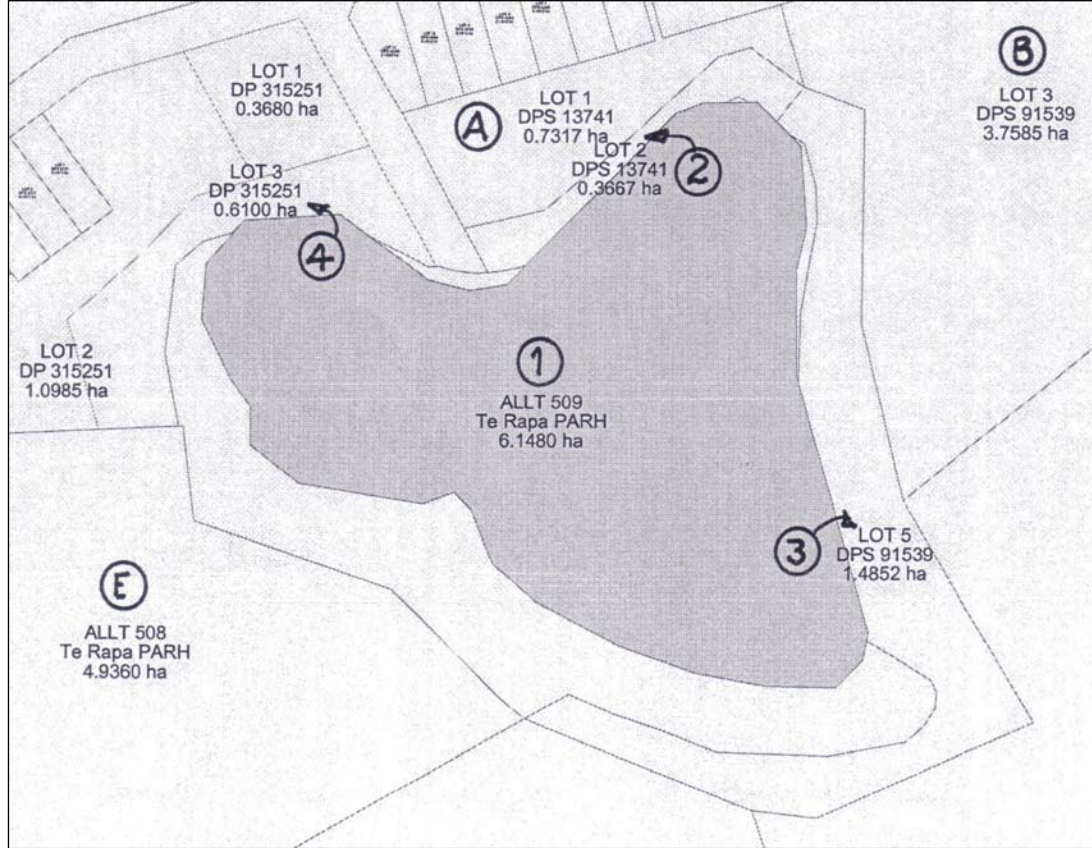 LOT 1
DP 315251
0.3680 ha
A
LOT 1
DPS 13741
0.7317 ha
B
LOT 3
DPS 91539
3.7585 ha
LOT 2
DPS 13741
0.3667 ha
2
LOT 3
DP 315251
0.6100 ha
4
LOT 2
DP 315251
1.0985 ha
1
ALLT 509
Te Rapa PARH
6.1480 ha
3
LOT 5
DPS 91539
1.4852 ha
E
ALLT 508
Te Rapa PARH
4.9360 ha